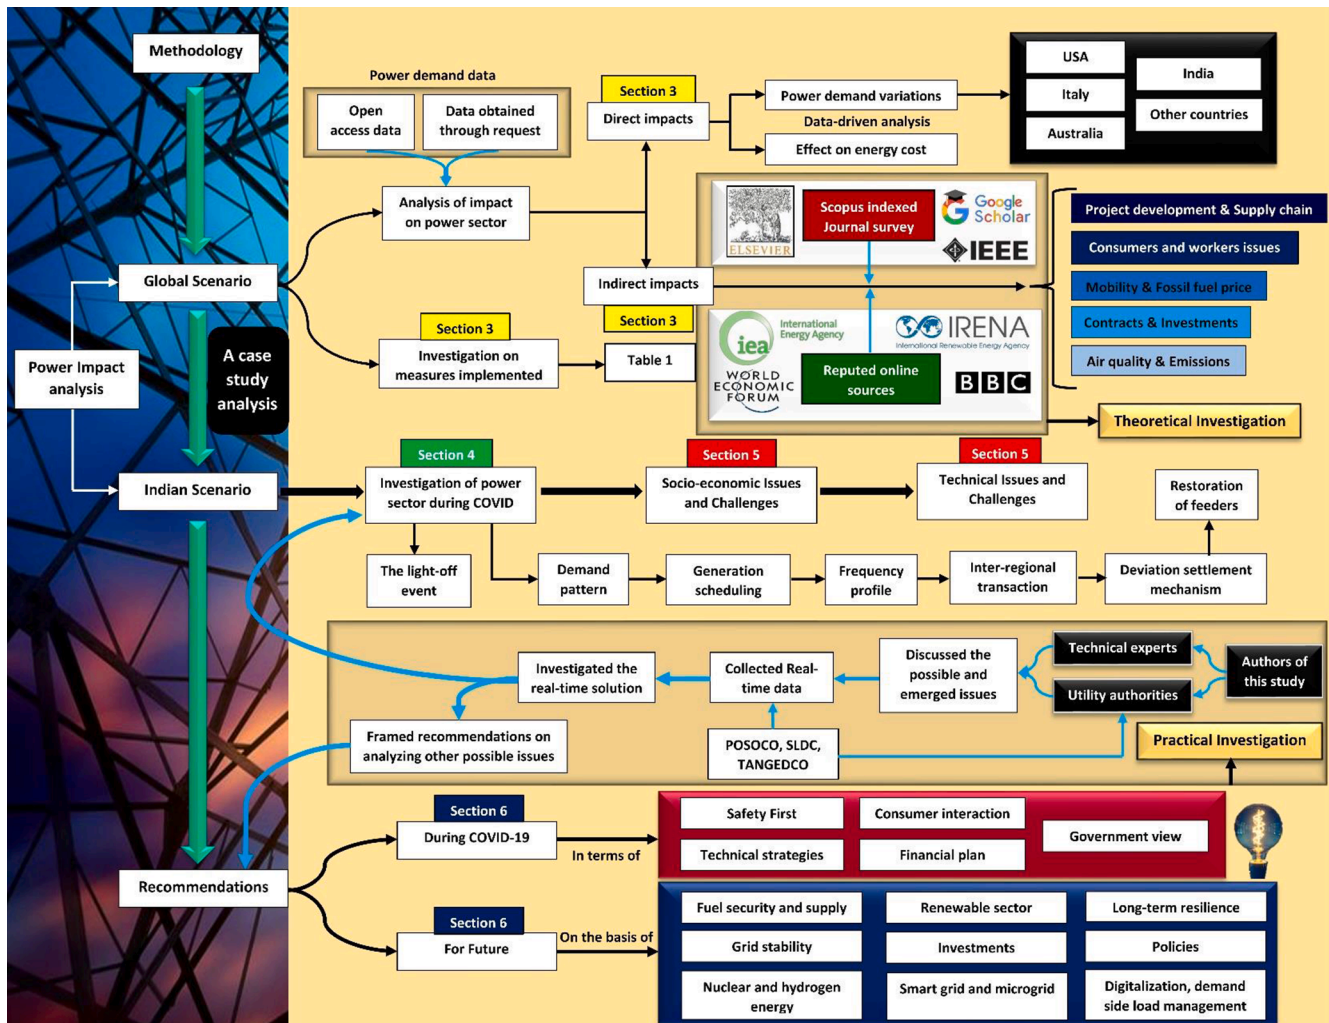 Methodology
Global Scenario
Power Impact
analysis
A case
study
analysis
Indian Scenario
Recommendations
Power demand data
Open
access data
Data obtained
through request
Analysis of impact
on power sector
Section 3
Direct impacts
Power demand variations
Data-driven analysis
Effect on energy cost
USA
Italy
Australia
India
Other countries
Indirect impacts
Section 3
Table 1
Section 3
Investigation on
measures implemented
ELSEVIER
Scopus indexed
Journal survey
Google
Scholar
IEEE
iea
International
Energy Agency
IRENA
International Renewable Energy Agency
WORLD
ECONOMIC
FORUM
Reputed online
sources
BBC
Project development & Supply chain
Consumers and workers issues
Mobility & Fossil fuel price
Contracts & Investments
Air quality & Emissions
Theoretical Investigation
Section 4
Investigation of power
sector during COVID
Section 5
Socio-economic Issues
and Challenges
Section 5
Technical Issues and
Challenges
Restoration
of feeders
The light-off
event
Demand
pattern
Generation
scheduling
Frequency
profile
Inter-regional
transaction
Deviation settlement
mechanism
Investigated the
real-time solution
Collected Real-
time data
Discussed the
possible and
emerged issues
Technical experts
Utility authorities
Authors of
this study
Framed recommendations on
analyzing other possible issues
POSOCO, SLDC,
TANGEDCO
Practical Investigation
Section 6
During COVID-19
In terms of
Safety First
Consumer interaction
Government view
Technical strategies
Financial plan
Section 6
For Future
On the basis of
Fuel security and supply
Renewable sector
Long-term resilience
Grid stability
Investments
Policies
Nuclear and hydrogen
energy
Smart grid and microgrid
Digitalization, demand
side load management